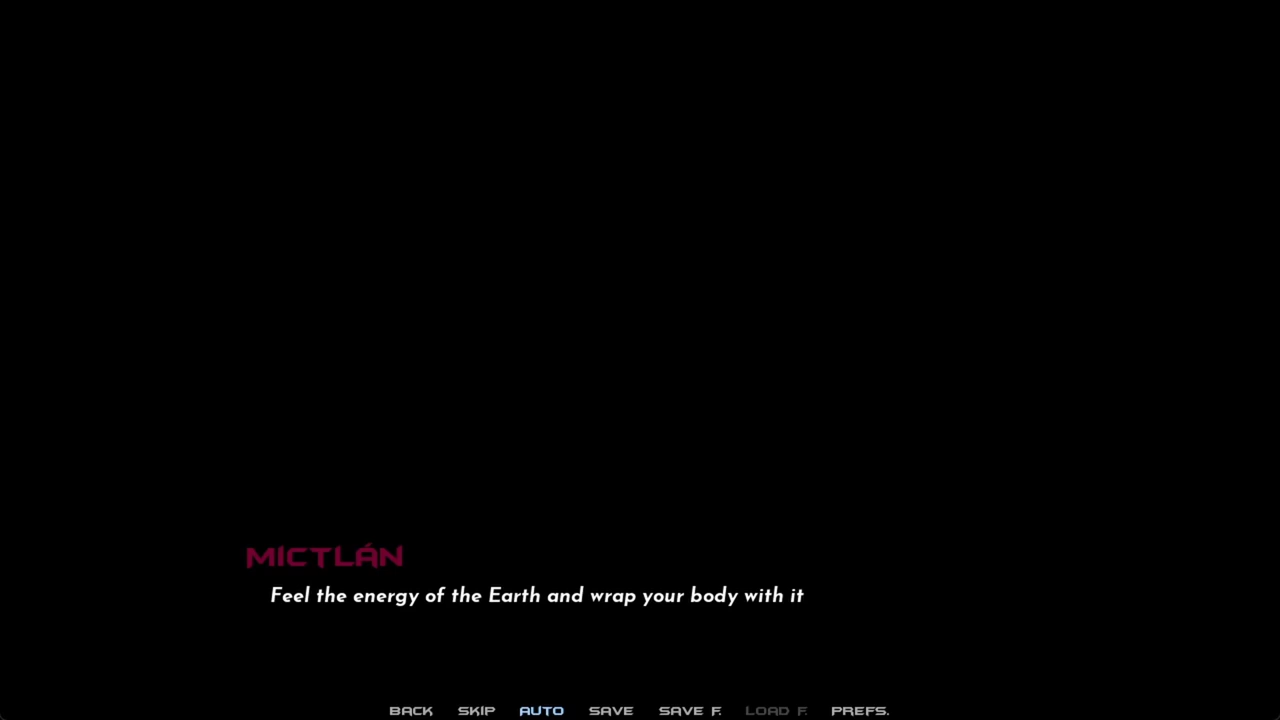 MICTLÁN
Feel the energy of the Earth and wrap your body with it
BACK SKIP AUTO SAVE SAVE F. LOAD F. PREFS.